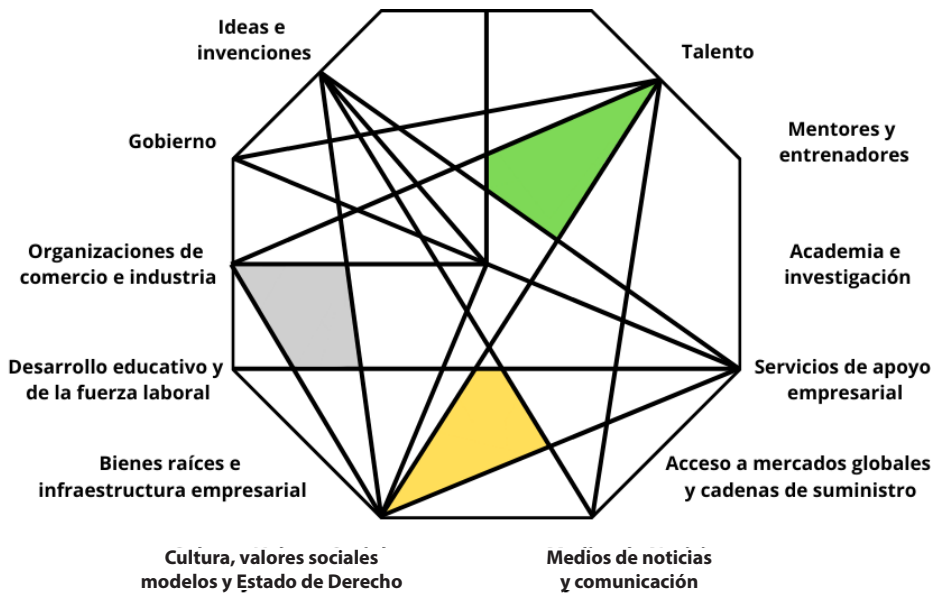 Ideas e
invenciones
Talento
Gobierno
Mentores y
entrenadores
Organizaciones de
comercio e industria
Academia e
investigación
Desarrollo educativo y
de la fuerza laboral
Servicios de apoyo
empresarial
Bienes raíces e
infraestructura empresarial
Acceso a mercados globales
y cadenas de suministro
Cultura, valores sociales
modelos y Estado de Derecho
Medios de noticias
y comunicación